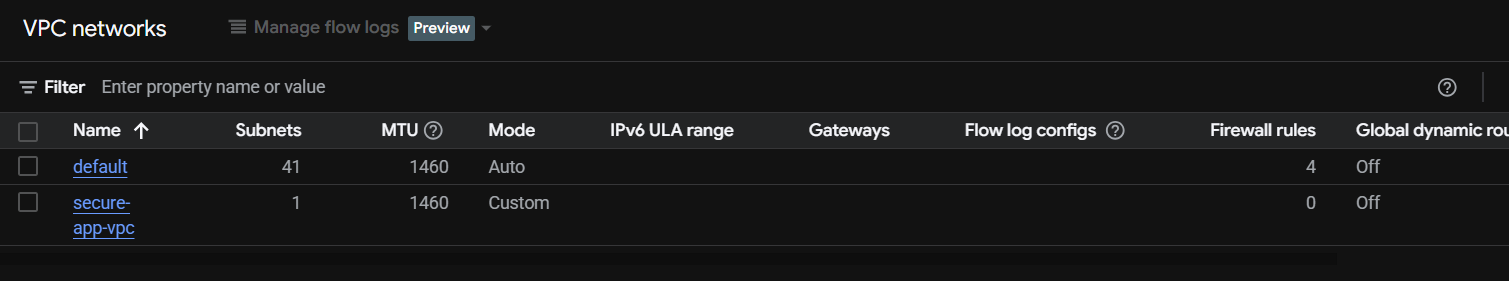 VPC networks Manage flow logs Preview
Filter Enter property name or value
Name Subnets MTU Mode IPv6 ULA range Gateways Flow log configs Firewall rules Global dynamic rou
default 41 1460 Auto 4 Off
secure- 1 1460 Custom 0 Off
app-vpc